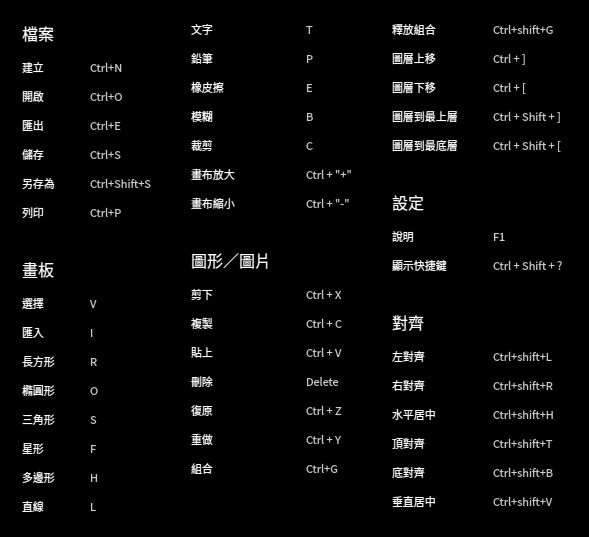 檔案
建立 Ctrl+N
開啟 Ctrl+O
匯出 Ctrl+E
儲存 Ctrl+S
另存為 Ctrl+Shift+S
列印 Ctrl+P
畫板
選擇 V
匯入 I
長方形 R
橢圓形 O
三角形 S
星形 F
多邊形 H
直線 L
文字 T
鉛筆 P
橡皮擦 E
模糊 B
裁剪 C
畫布放大 Ctrl + "+"
畫布縮小 Ctrl + "-"
圖形／圖片
剪下 Ctrl + X
複製 Ctrl + C
貼上 Ctrl + V
刪除 Delete
復原 Ctrl + Z
重做 Ctrl + Y
組合 Ctrl+G
釋放組合 Ctrl+shift+G
圖層上移 Ctrl + ]
圖層下移 Ctrl + [
圖層到最上層 Ctrl + Shift + ]
圖層到最底層 Ctrl + Shift + [
設定
說明 F1
顯示快捷鍵 Ctrl + Shift + ?
對齊
左對齊 Ctrl+shift+L
右對齊 Ctrl+shift+R
水平居中 Ctrl+shift+H
頂對齊 Ctrl+shift+T
底對齊 Ctrl+shift+B
垂直居中 Ctrl+shift+V